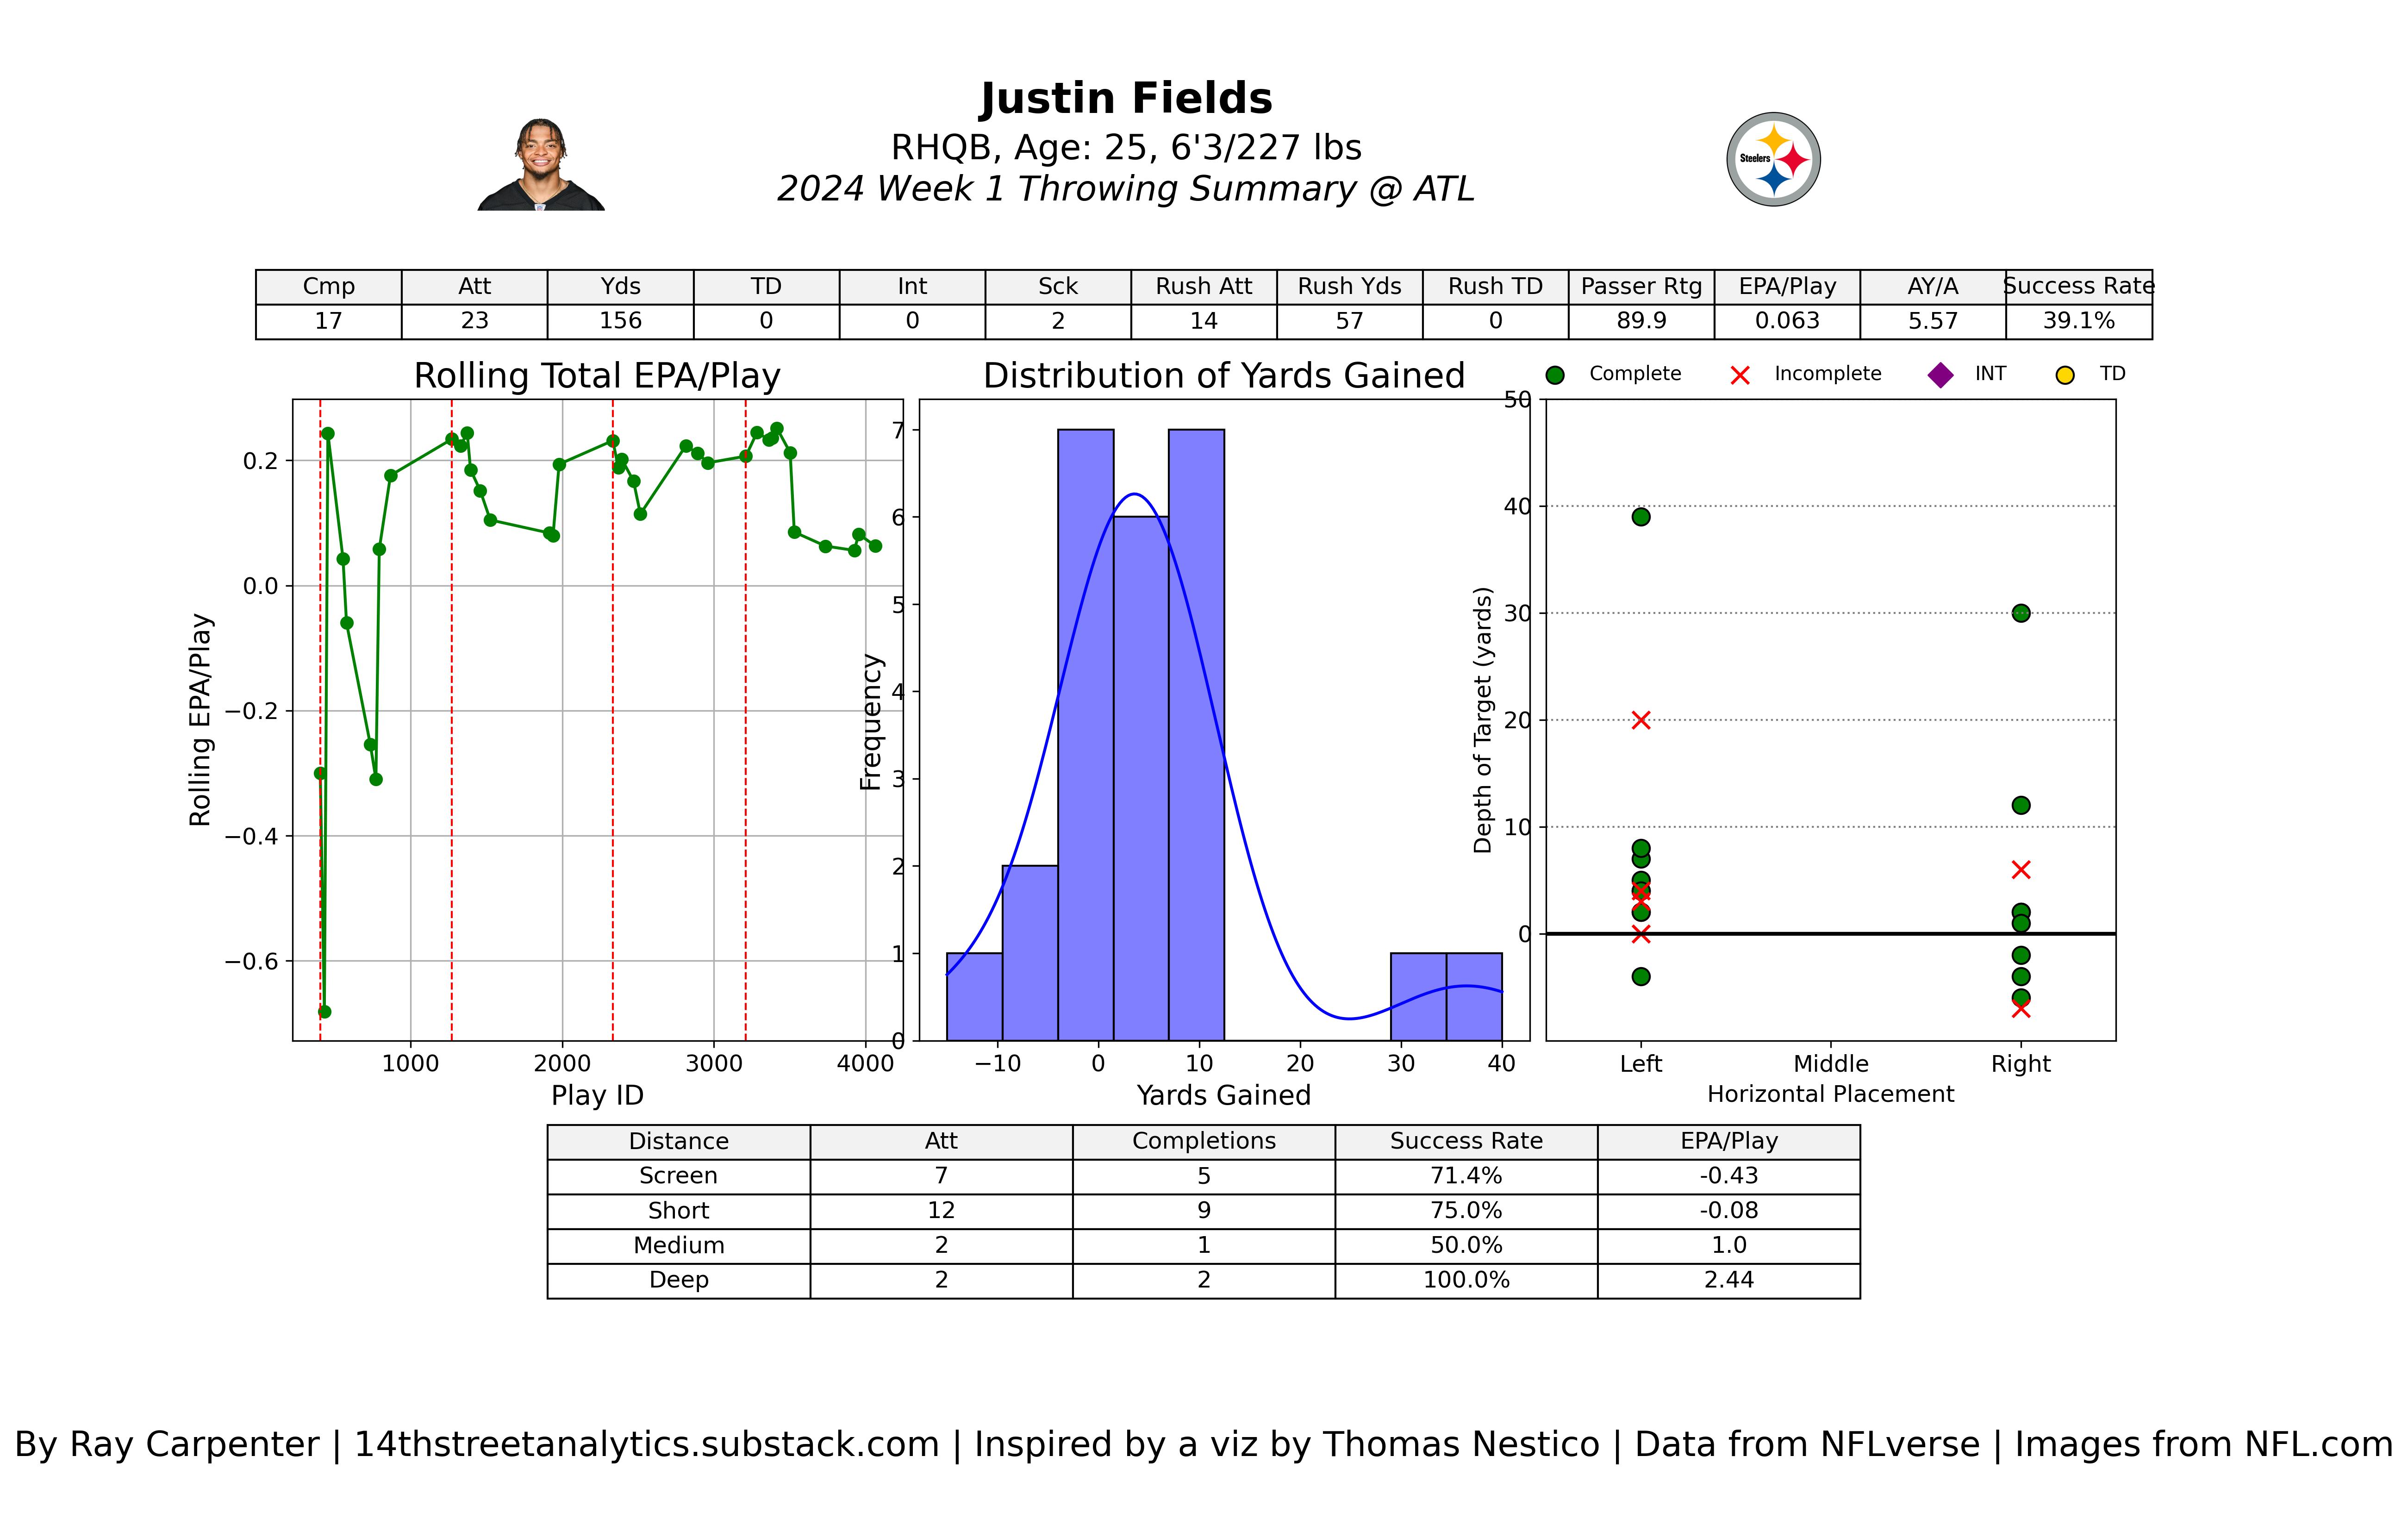 Justin Fields
RHQB, Age: 25, 6'3/227 lbs
2024 Week 1 Throwing Summary @ ATL
Steelers
Cmp Att Yds TD Int Sck Rush Att Rush Yds Rush TD Passer Rtg EPA/Play AY/A Success Rate
17 23 156 0 0 2 14 57 0 89.9 0.063 5.57 39.1%
Rolling Total EPA/Play
Rolling EPA/Play
0.2
0.0
−0.2
−0.4
−0.6
1000 2000 3000 4000
Play ID
Distribution of Yards Gained
Frequency
7
6
5
4
3
2
1
0
−10 0 10 20 30 40
Yards Gained
Complete Incomplete INT TD
Depth of Target (yards)
50
40
30
20
10
0
Left Middle Right
Horizontal Placement
Distance Att Completions Success Rate EPA/Play
Screen 7 5 71.4% -0.43
Short 12 9 75.0% -0.08
Medium 2 1 50.0% 1.0
Deep 2 2 100.0% 2.44
By Ray Carpenter | 14thstreetanalytics.substack.com | Inspired by a viz by Thomas Nestico | Data from NFLverse | Images from NFL.com